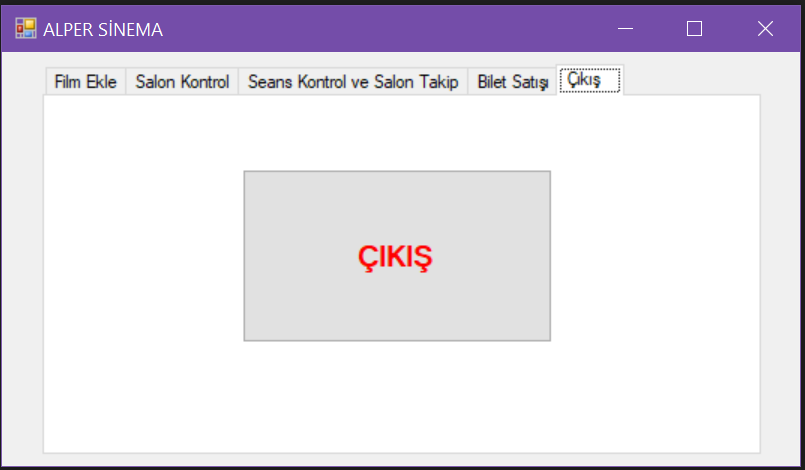 ALPER SİNEMA
Film Ekle Salon Kontrol Seans Kontrol ve Salon Takip Bilet Satışı Çıkış
ÇIKIŞ